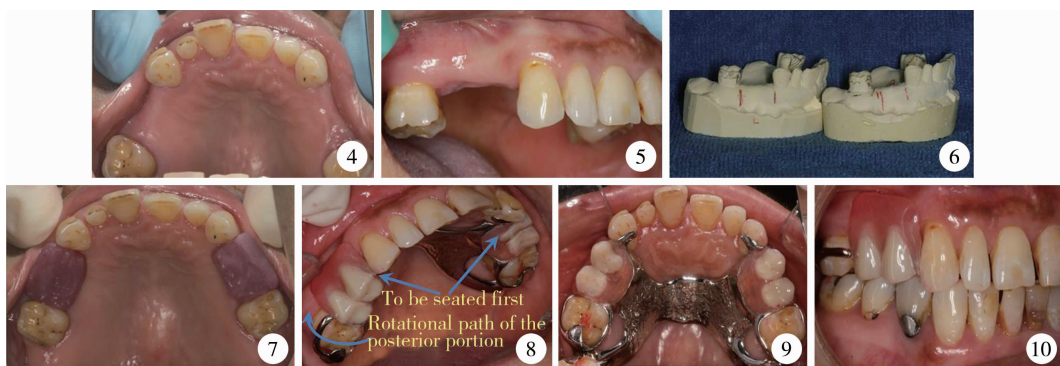 4
5
6
7
To be seated first
Rotational path of the
posterior portion
8
9
10